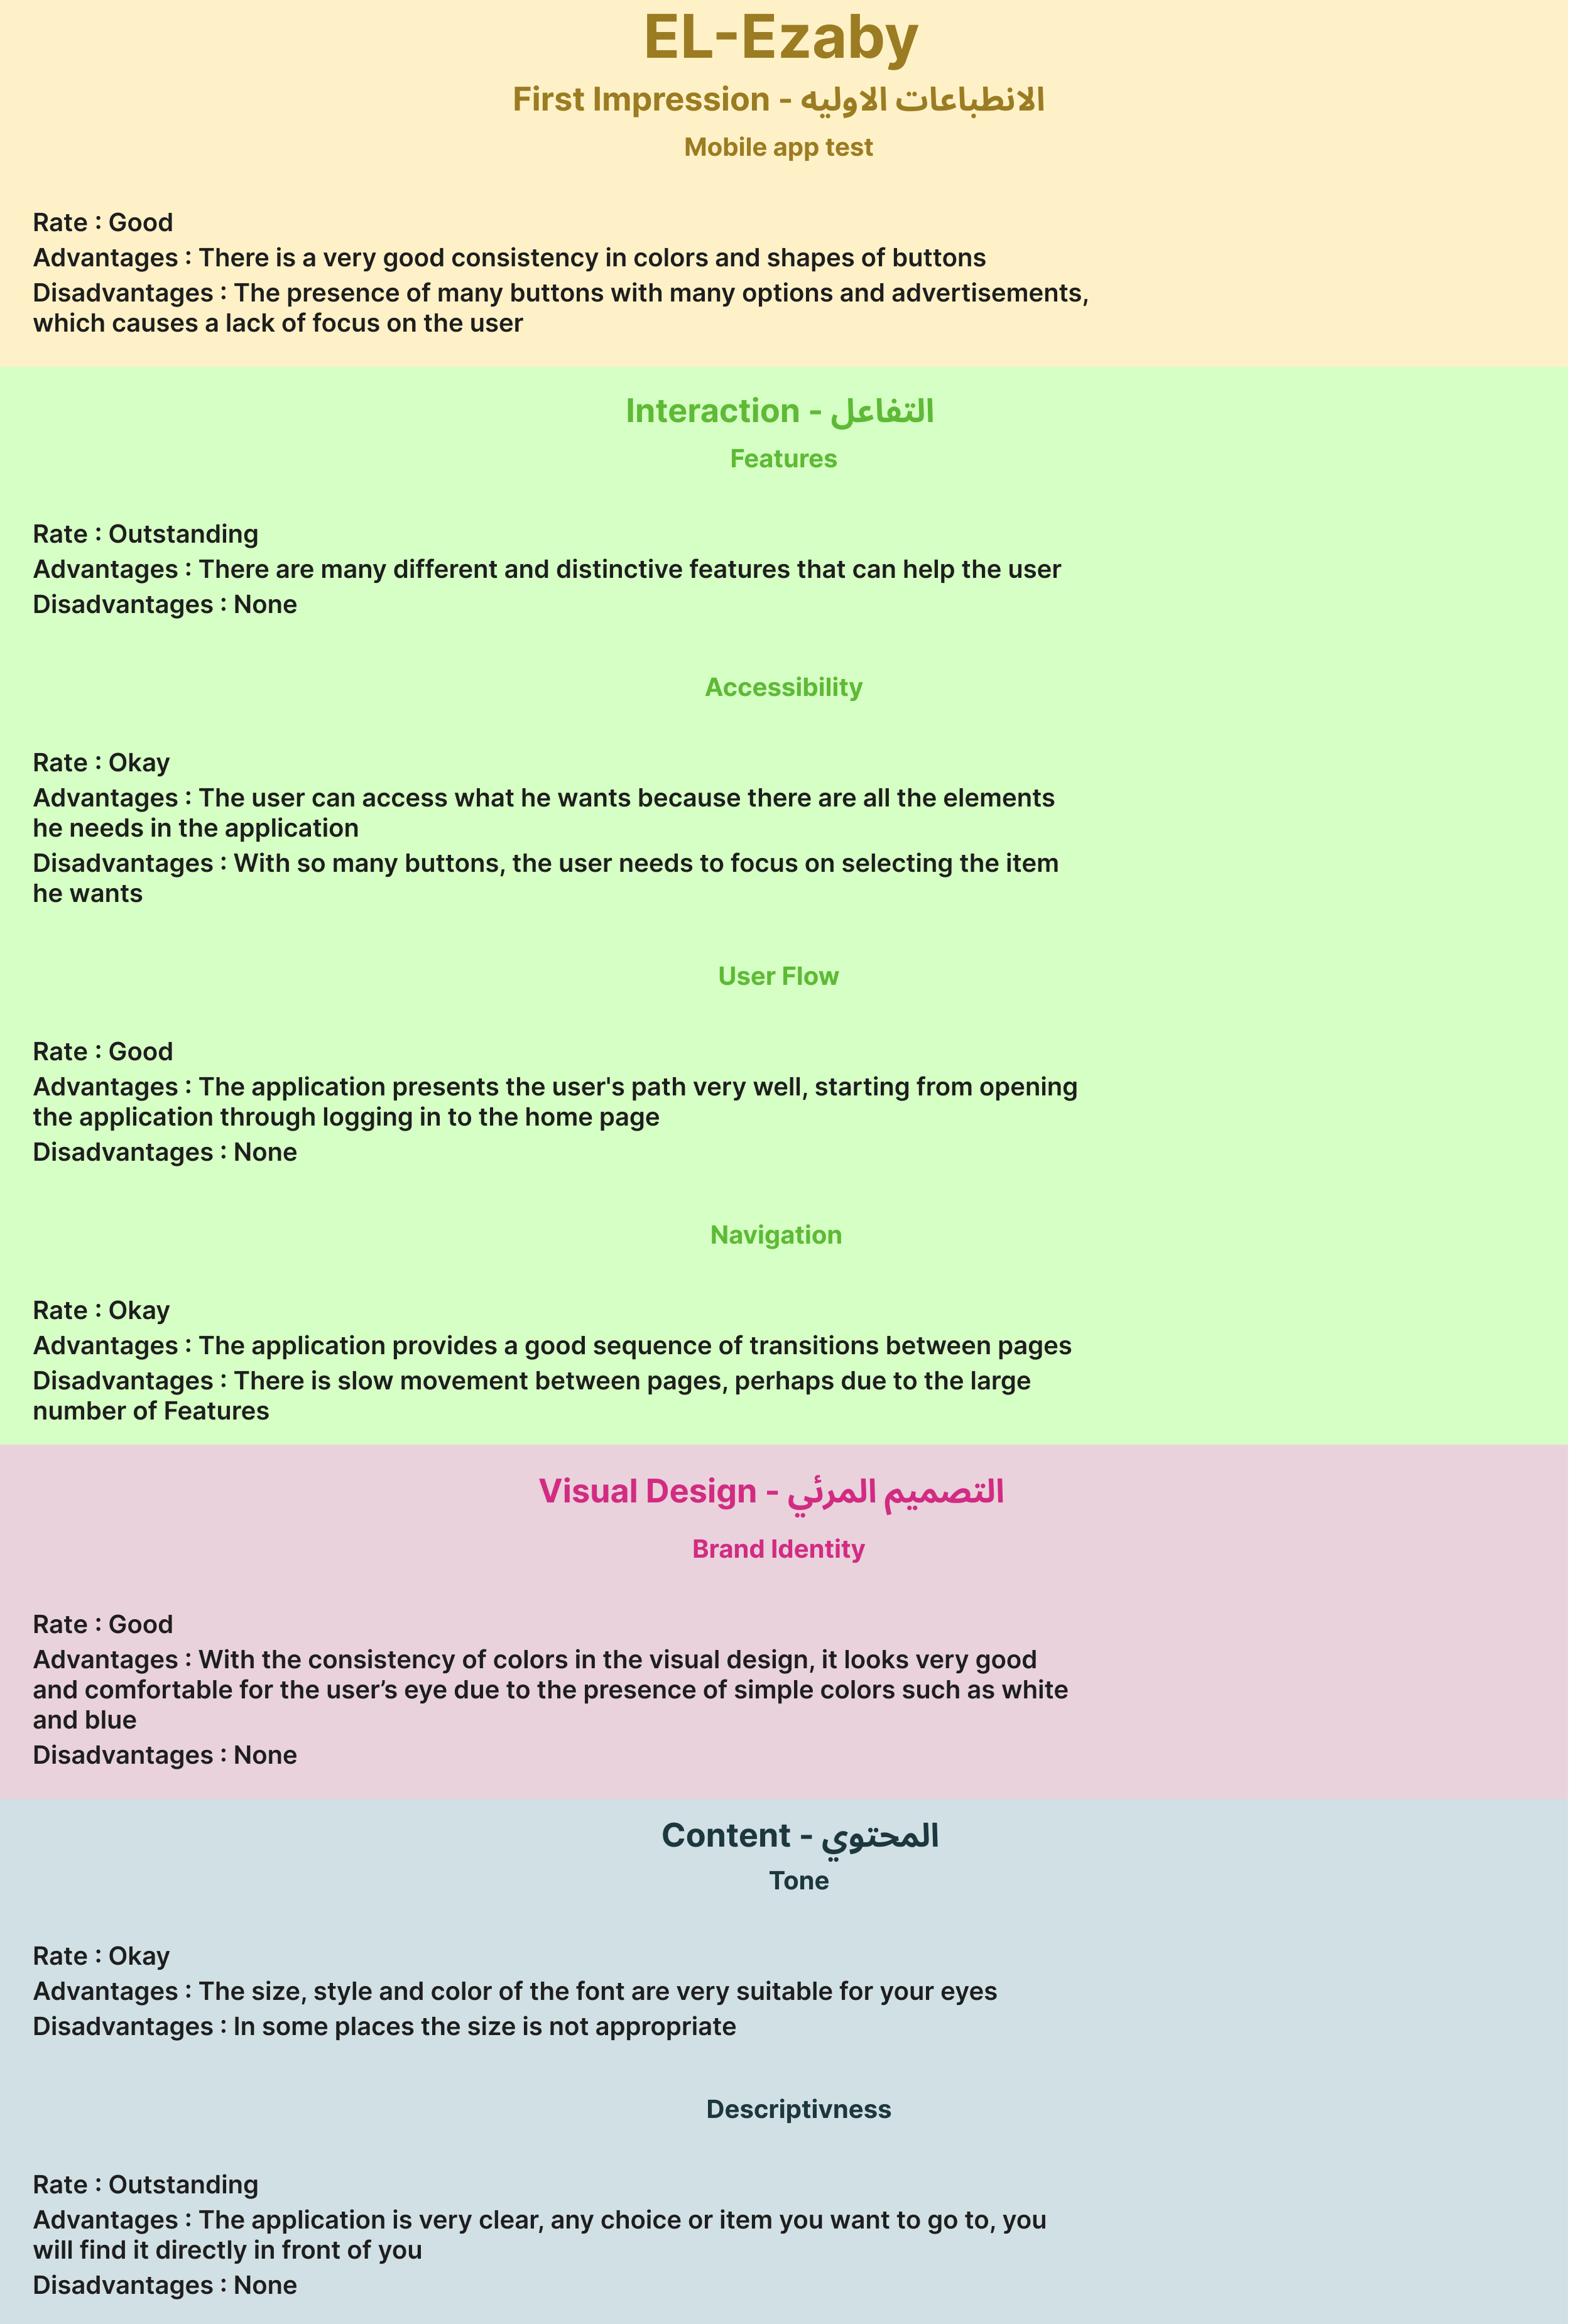 EL-Ezaby
First Impression - الانطباعات الاوليه
Mobile app test
Rate : Good
Advantages : There is a very good consistency in colors and shapes of buttons
Disadvantages : The presence of many buttons with many options and advertisements,
which causes a lack of focus on the user
Interaction - التفاعل
Features
Rate : Outstanding
Advantages : There are many different and distinctive features that can help the user
Disadvantages : None
Accessibility
Rate : Okay
Advantages : The user can access what he wants because there are all the elements
he needs in the application
Disadvantages : With so many buttons, the user needs to focus on selecting the item
he wants
User Flow
Rate : Good
Advantages : The application presents the user's path very well, starting from opening
the application through logging in to the home page
Disadvantages : None
Navigation
Rate : Okay
Advantages : The application provides a good sequence of transitions between pages
Disadvantages : There is slow movement between pages, perhaps due to the large
number of Features
Visual Design - التصميم المرئي
Brand Identity
Rate : Good
Advantages : With the consistency of colors in the visual design, it looks very good
and comfortable for the user’s eye due to the presence of simple colors such as white
and blue
Disadvantages : None
Content - المحتوي
Tone
Rate : Okay
Advantages : The size, style and color of the font are very suitable for your eyes
Disadvantages : In some places the size is not appropriate
Descriptivness
Rate : Outstanding
Advantages : The application is very clear, any choice or item you want to go to, you
will find it directly in front of you
Disadvantages : None